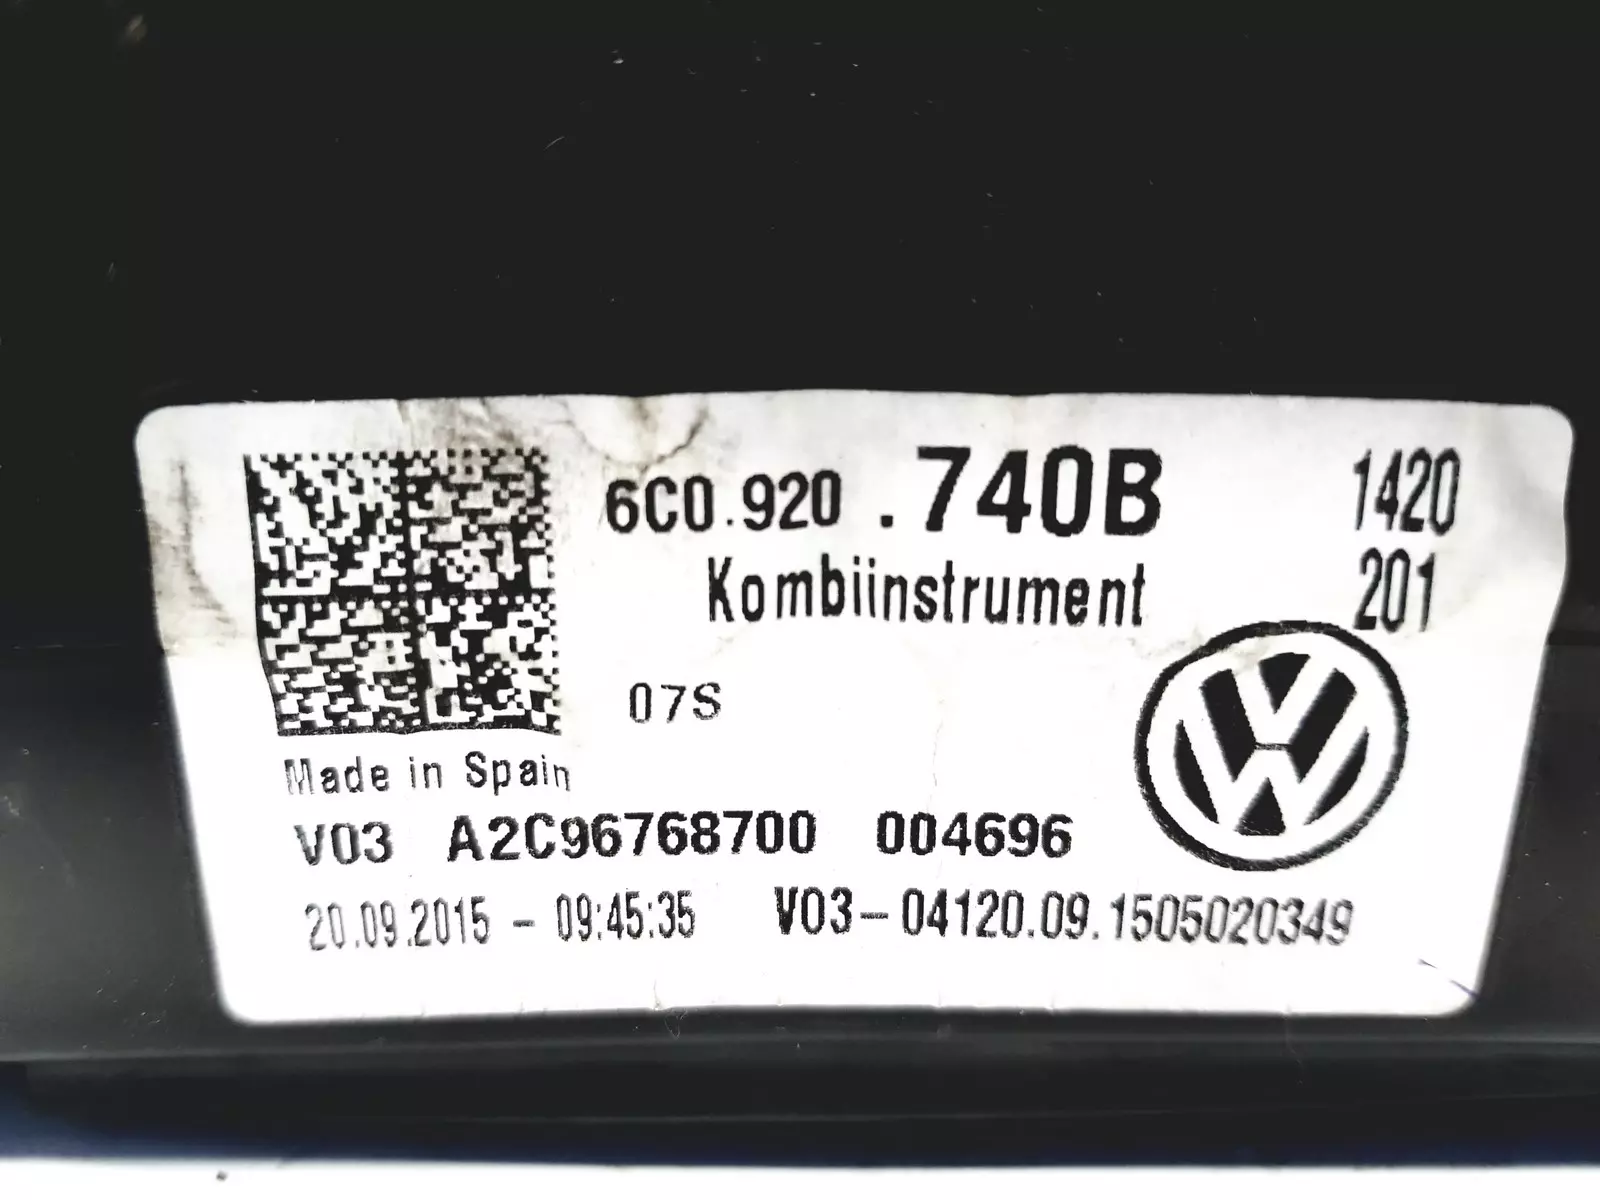 6C0.920 .740B 1420
Kombiinstrument 201
07S
Made in Spain
V03 A2C96768700 004696
20.09.2015 - 09:45:35 V03-04120.09.1505020349